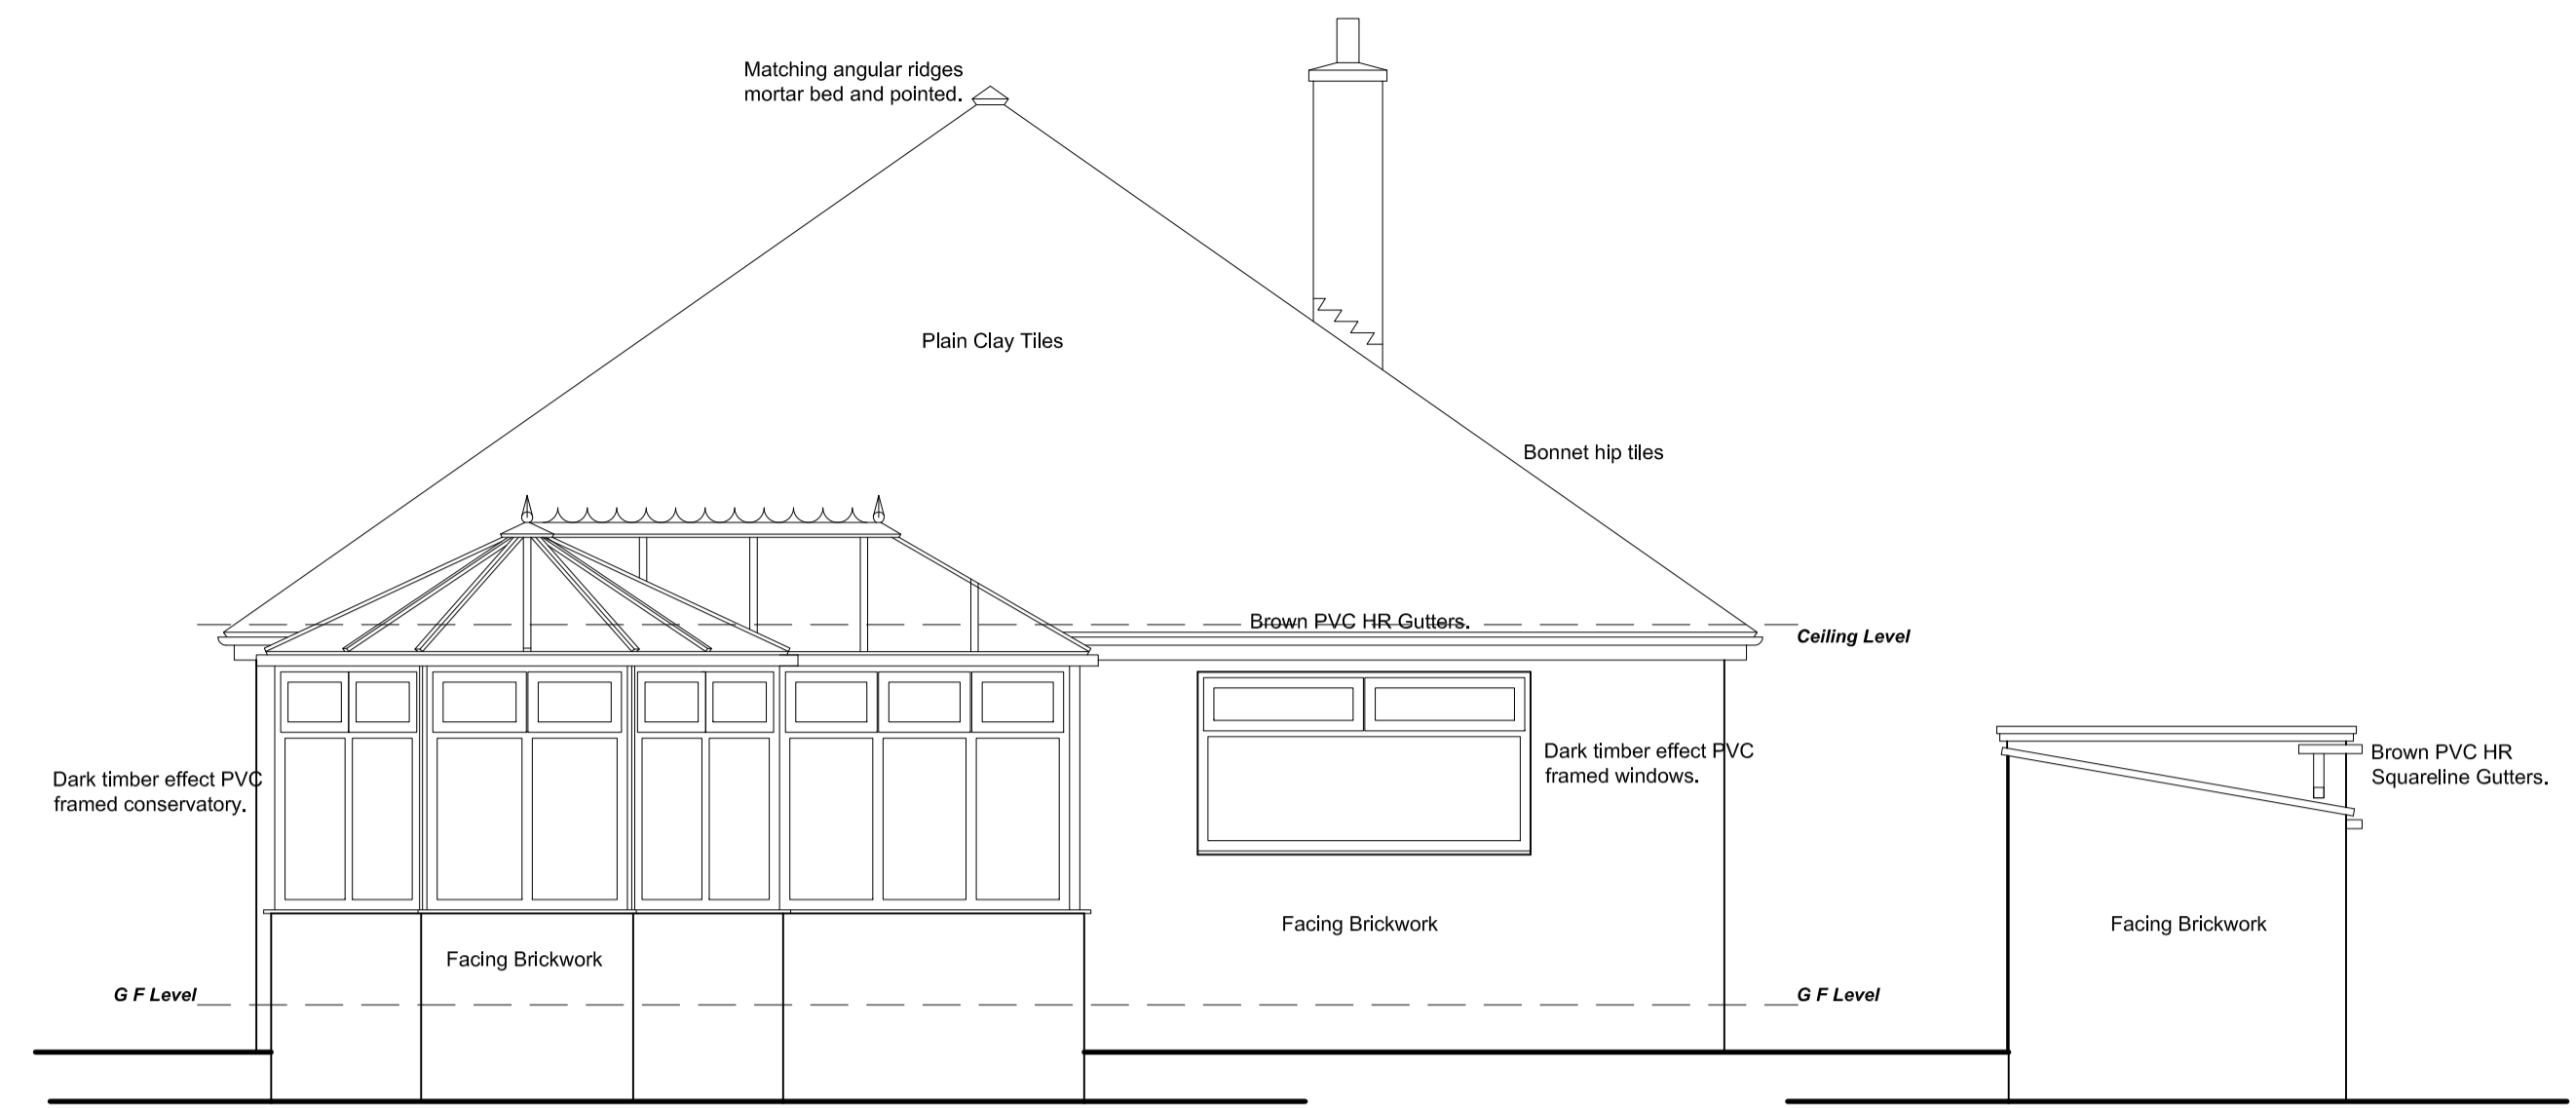 Matching angular ridges
mortar bed and pointed.
Plain Clay Tiles
Bonnet hip tiles
Brown PVC HR Gutters.
Ceiling Level
Dark timber effect PVC
framed conservatory.
Dark timber effect PVC
framed windows.
Brown PVC HR
Squareline Gutters.
Facing Brickwork
Facing Brickwork
Facing Brickwork
G F Level
G F Level